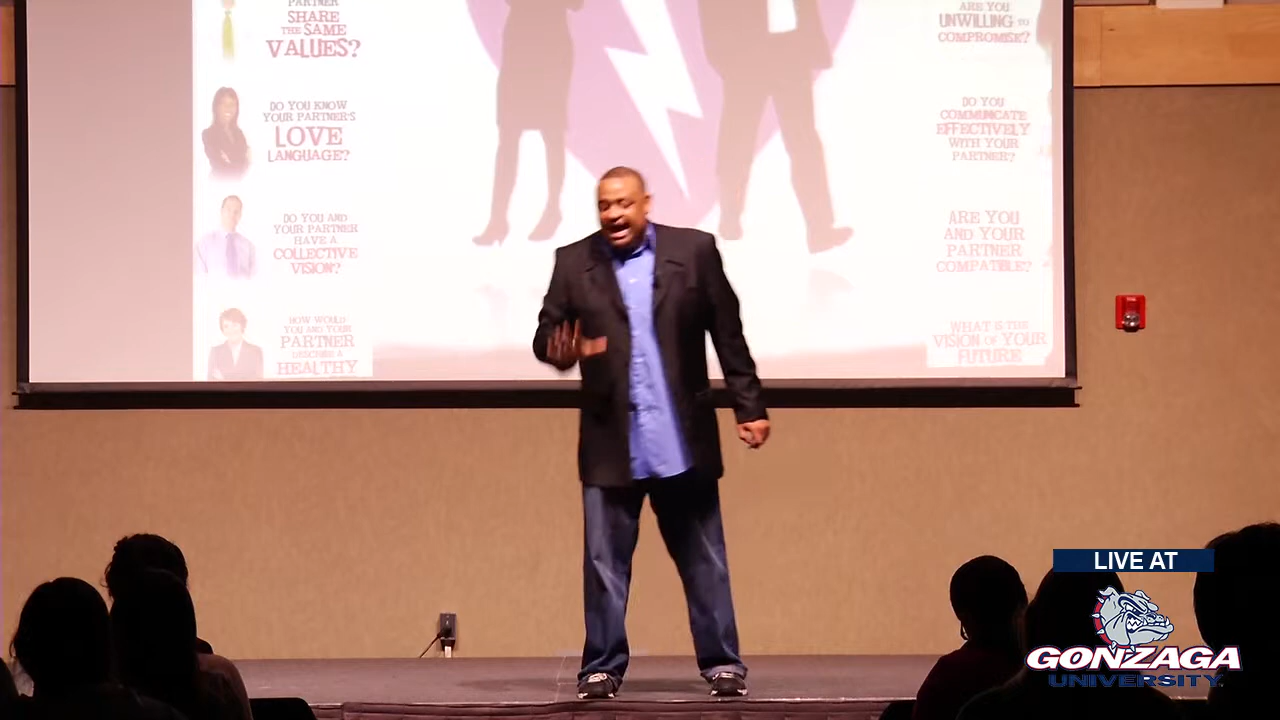 PARTNER
SHARE
THE SAME
VALUES?
DO YOU KNOW
YOUR PARTNER'S
LOVE
LANGUAGE?
DO YOU AND
YOUR PARTNER
HAVE A
COLLECTIVE
VISION?
HOW WOULD
YOU AND YOUR
PARTNER
DESCRIBE A
HEALTHY
ARE YOU
UNWILLING TO
COMPROMISE?
DO YOU
COMMUNICATE
EFFECTIVELY
WITH YOUR
PARTNER?
ARE YOU
AND YOUR
PARTNER
COMPATIBLE?
WHAT IS THE
VISION OF YOUR
FUTURE
LIVE AT
GONZAGA
UNIVERSITY